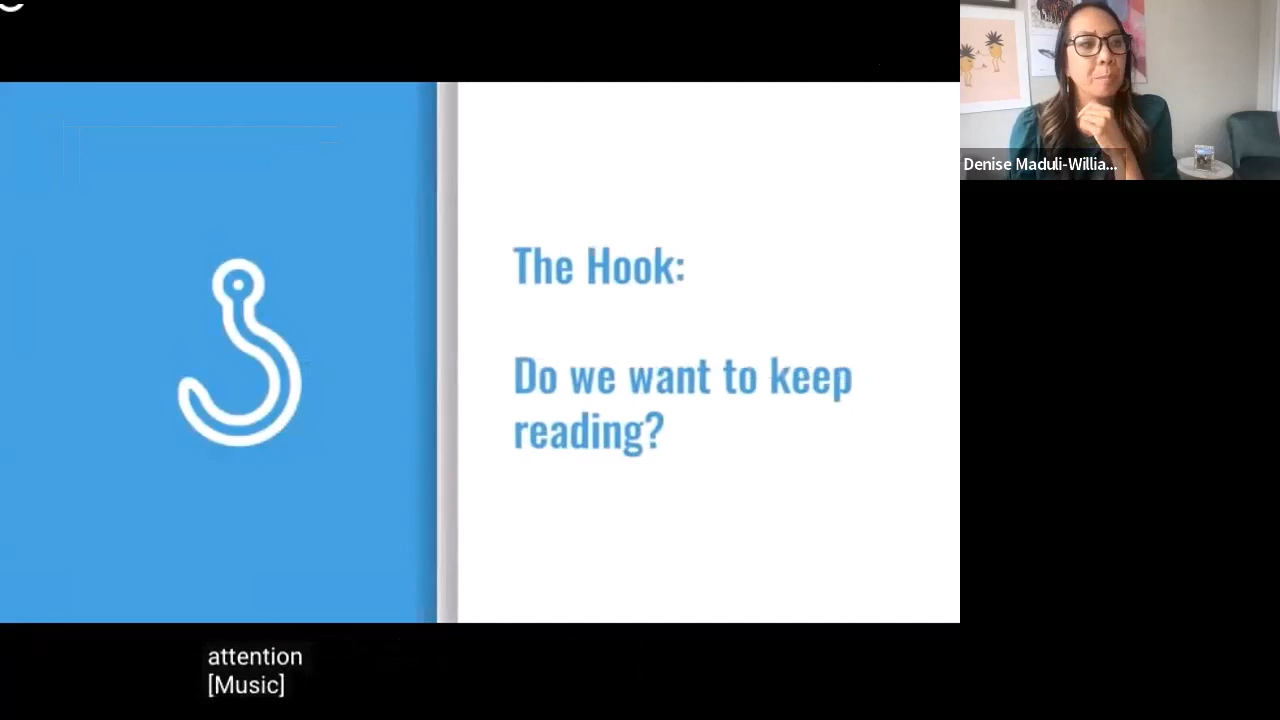 Denise Maduli-Willia...
The Hook:
Do we want to keep
reading?
attention
[Music]